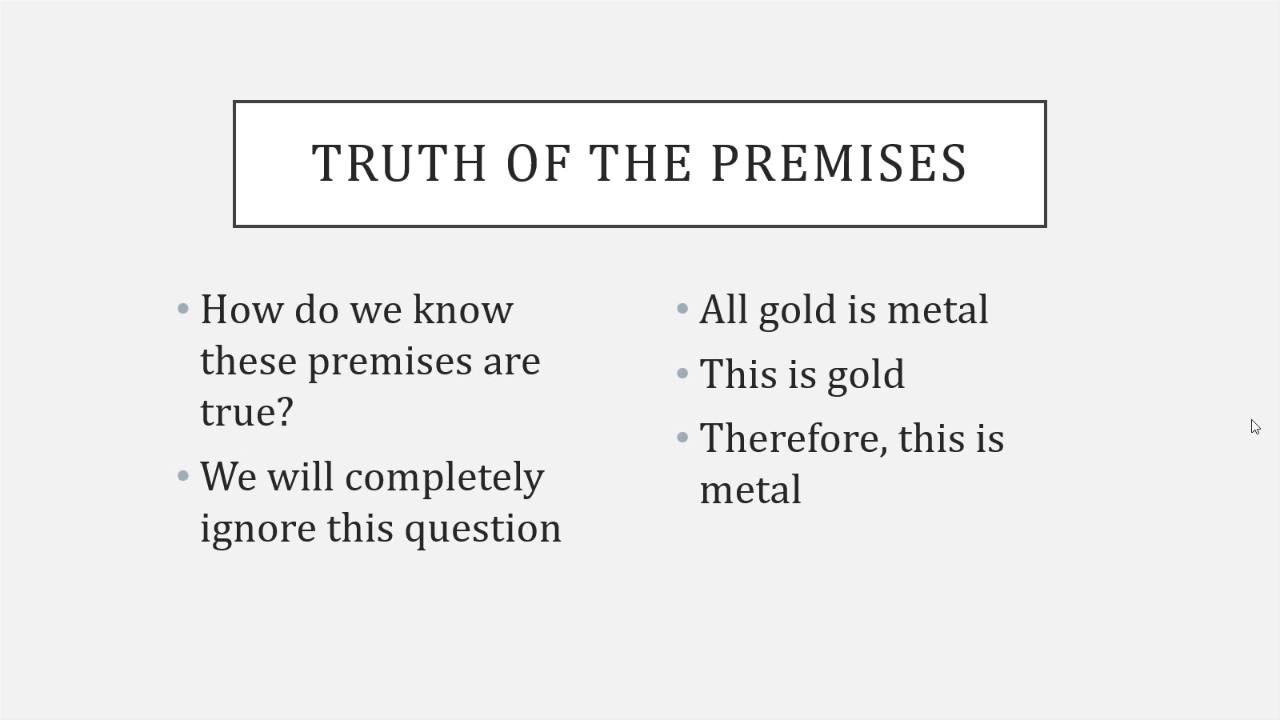 TRUTH OF THE PREMISES
• How do we know
these premises are
true?
• We will completely
ignore this question
• All gold is metal
• This is gold
• Therefore, this is
metal